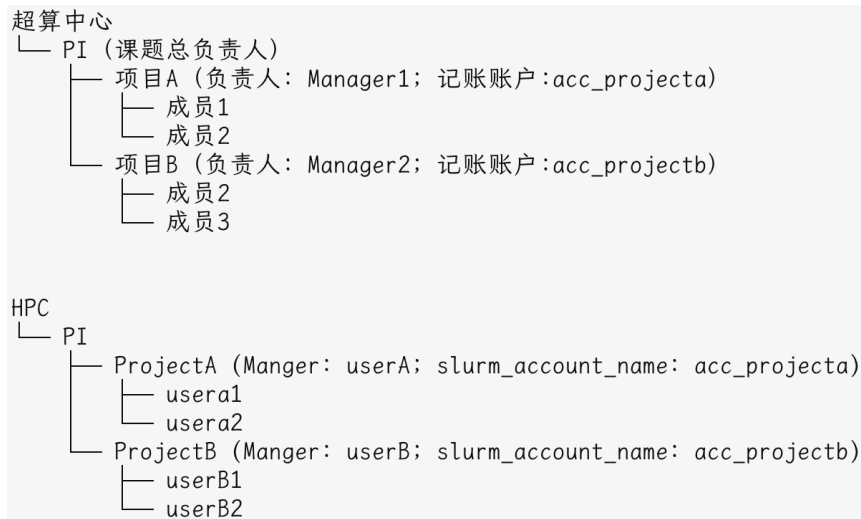 超算中心
└── PI (课题总负责人)
    ├── 项目A (负责人: Manager1; 记账账户:acc_projecta)
    │   ├── 成员1
    │   └── 成员2
    └── 项目B (负责人: Manager2; 记账账户:acc_projectb)
        ├── 成员2
        └── 成员3
HPC
└── PI
    ├── ProjectA (Manger: userA; slurm_account_name: acc_projecta)
    │   ├── usera1
    │   └── usera2
    └── ProjectB (Manger: userB; slurm_account_name: acc_projectb)
        ├── userB1
        └── userB2